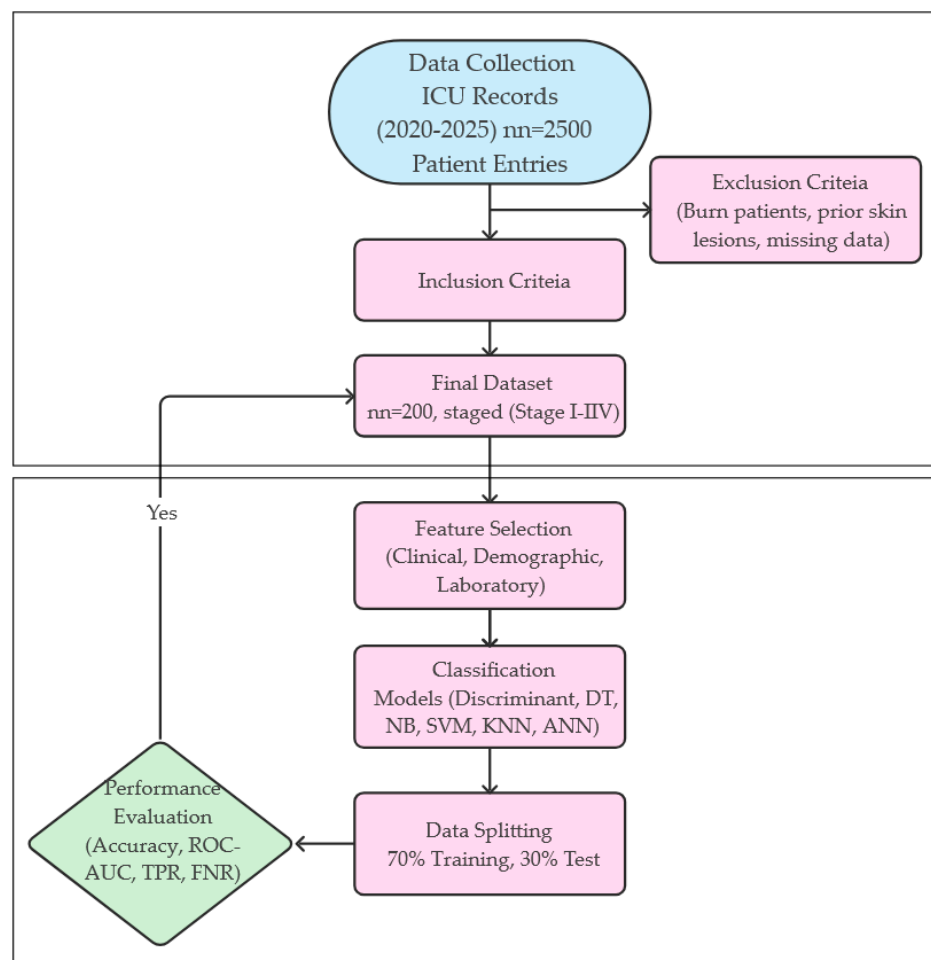 Data Collection
ICU Records
(2020-2025) nn=2500
Patient Entries
Exclusion Criteia
(Burn patients, prior skin
lesions, missing data)
Inclusion Criteia
Final Dataset
nn=200, staged (Stage I-IIV)
Yes
Feature Selection
(Clinical, Demographic,
Laboratory)
Classification
Models (Discriminant, DT,
NB, SVM, KNN, ANN)
Performance
Evaluation
(Accuracy, ROC-
AUC, TPR, FNR)
Data Splitting
70% Training, 30% Test